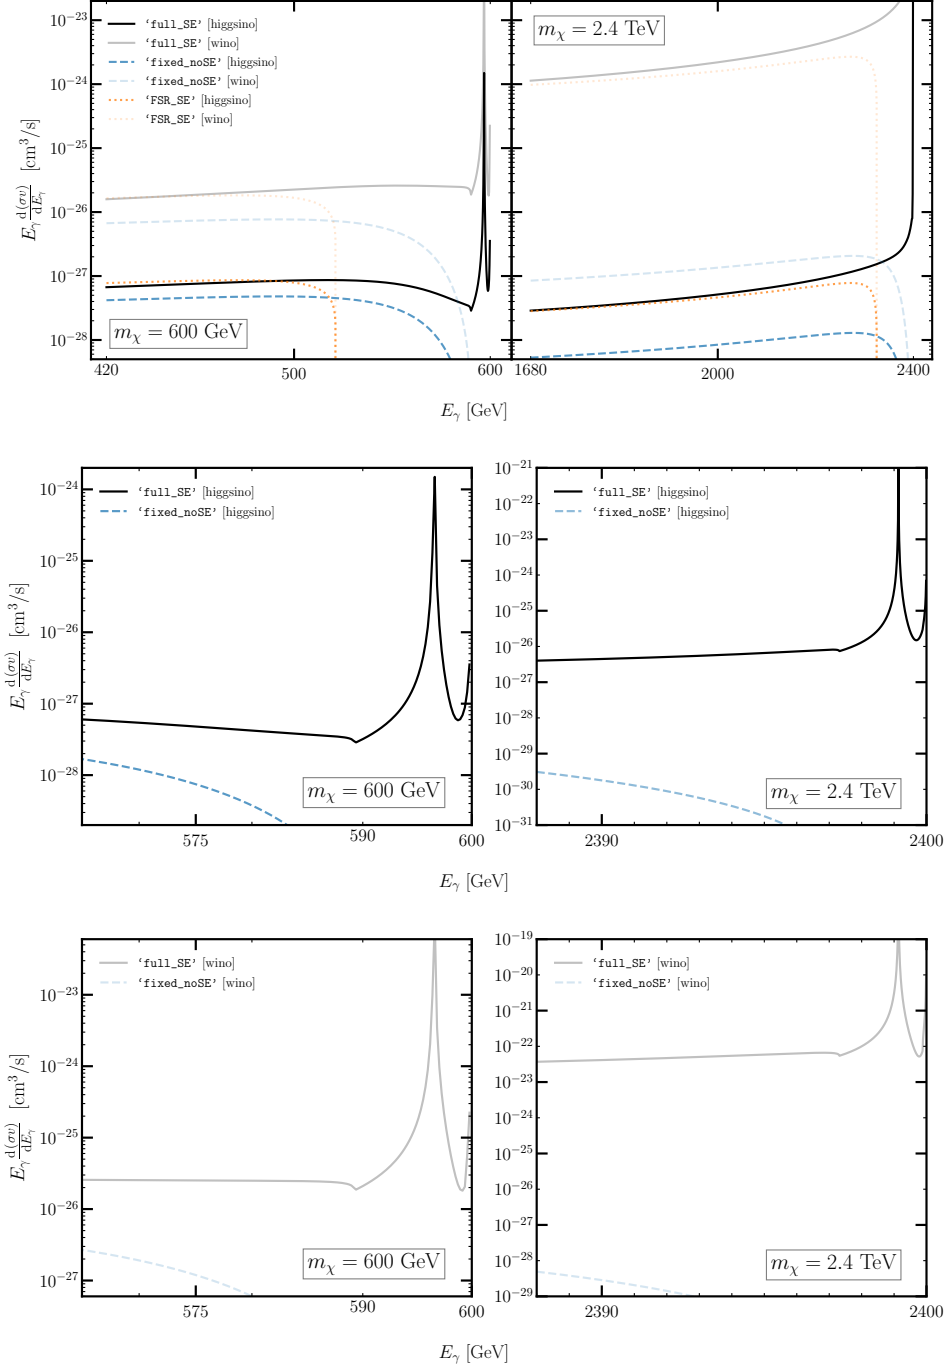 10⁻²³
10⁻²⁴
10⁻²⁵
10⁻²⁶
10⁻²⁷
10⁻²⁸
E_γ d(σv)/dE_γ [cm³/s]
‘full_SE’ [higgsino]
‘full_SE’ [wino]
‘fixed_noSE’ [higgsino]
‘fixed_noSE’ [wino]
‘FSR_SE’ [higgsino]
‘FSR_SE’ [wino]
m_χ = 600 GeV
m_χ = 2.4 TeV
420 500 600 1680 2000 2400
E_γ [GeV]
10⁻²⁴
10⁻²⁵
10⁻²⁶
10⁻²⁷
10⁻²⁸
E_γ d(σv)/dE_γ [cm³/s]
‘full_SE’ [higgsino]
‘fixed_noSE’ [higgsino]
m_χ = 600 GeV
575 590 600
10⁻²¹
10⁻²²
10⁻²³
10⁻²⁴
10⁻²⁵
10⁻²⁶
10⁻²⁷
10⁻²⁸
10⁻²⁹
10⁻³⁰
10⁻³¹
‘full_SE’ [higgsino]
‘fixed_noSE’ [higgsino]
m_χ = 2.4 TeV
2390 2400
E_γ [GeV]
10⁻²³
10⁻²⁴
10⁻²⁵
10⁻²⁶
10⁻²⁷
E_γ d(σv)/dE_γ [cm³/s]
‘full_SE’ [wino]
‘fixed_noSE’ [wino]
m_χ = 600 GeV
575 590 600
10⁻¹⁹
10⁻²⁰
10⁻²¹
10⁻²²
10⁻²³
10⁻²⁴
10⁻²⁵
10⁻²⁶
10⁻²⁷
10⁻²⁸
10⁻²⁹
‘full_SE’ [wino]
‘fixed_noSE’ [wino]
m_χ = 2.4 TeV
2390 2400
E_γ [GeV]